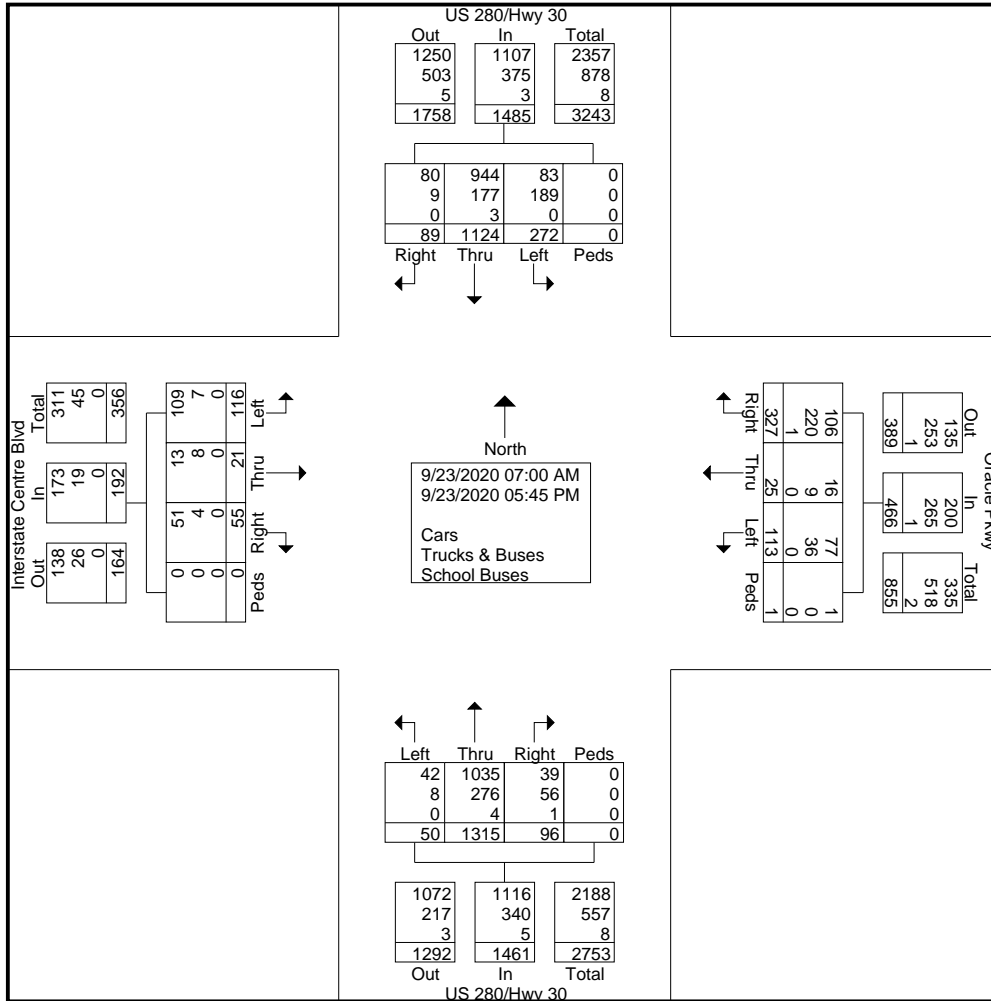 US 280/Hwy 30
Out In Total
1250 1107 2357
503 375 878
5 3 8
1758 1485 3243
80 944 83 0
9 177 189 0
0 3 0 0
89 1124 272 0
Right Thru Left Peds
Interstate Centre Blvd
Out In Total
138 173 311
26 19 45
0 0 0
164 192 356
0 51 13 109
0 4 8 7
0 0 0 0
0 55 21 116
Peds Right Thru Left
North
9/23/2020 07:00 AM
9/23/2020 05:45 PM
Cars
Trucks & Buses
School Buses
Pkwy
Out In Total
135 200 335
253 265 518
1 1 2
389 466 855
106 16 77 1
220 9 36 0
1 0 0 0
327 25 113 1
Right Thru Left Peds
Left Thru Right Peds
42 1035 39 0
8 276 56 0
0 4 1 0
50 1315 96 0
1072 1116 2188
217 340 557
3 5 8
1292 1461 2753
Out In Total
US 280/Hwy 30